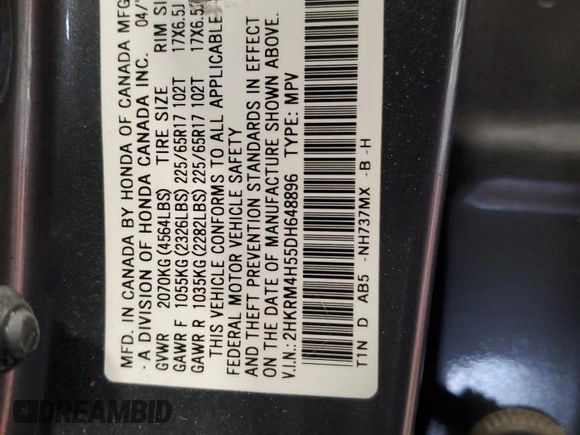 MFD. IN CANADA BY HONDA OF CANADA MFG.
- A DIVISION OF HONDA CANADA INC. 04/
GVWR 2070KG(4564LBS) TIRE SIZE RIM SI
GAWR F 1055KG(2326LBS) 225/65R17 102T 17X6.5J
GAWR R 1035KG(2282LBS) 225/65R17 102T 17X6.5J
THIS VEHICLE CONFORMS TO ALL APPLICABLE
FEDERAL MOTOR VEHICLE SAFETY
AND THEFT PREVENTION STANDARDS IN EFFECT
ON THE DATE OF MANUFACTURE SHOWN ABOVE.
V.I.N.: 2HKRM4H55DH648896 TYPE: MPV
T1N D AB5 -NH737MX -B-H
DREAMBID